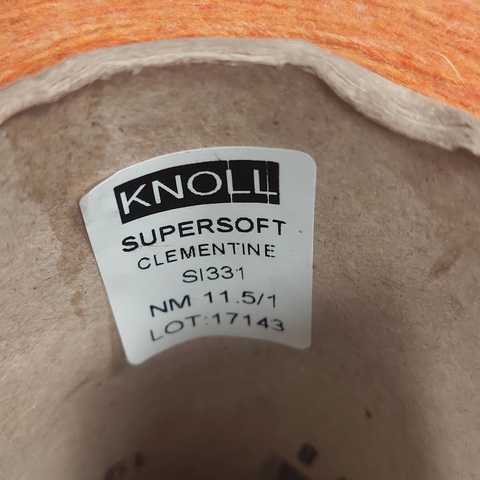 KNOLL
SUPERSOFT
CLEMENTINE
SI331
NM 11.5/1
LOT:17143